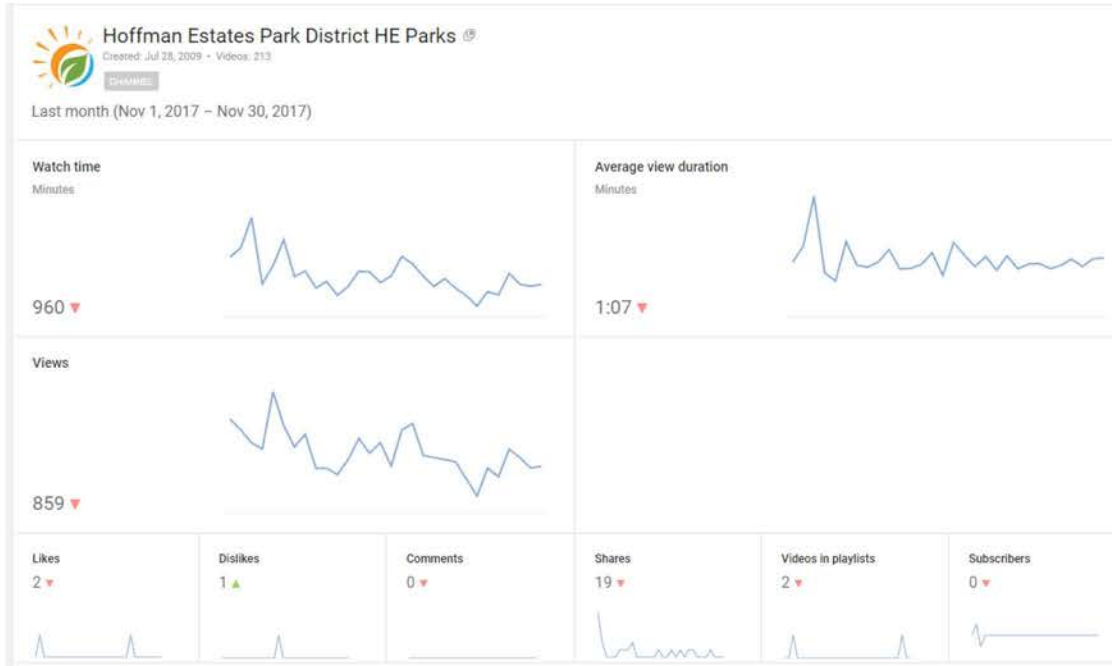 Hoffman Estates Park District HE Parks
Created: Jul 28, 2009 • Videos: 213
CHANNEL
Last month (Nov 1, 2017 – Nov 30, 2017)
Watch time
Minutes
960 ▼
Average view duration
Minutes
1:07 ▼
Views
859 ▼
Likes
2 ▼
Dislikes
1 ▲
Comments
0 ▼
Shares
19 ▼
Videos in playlists
2 ▼
Subscribers
0 ▼